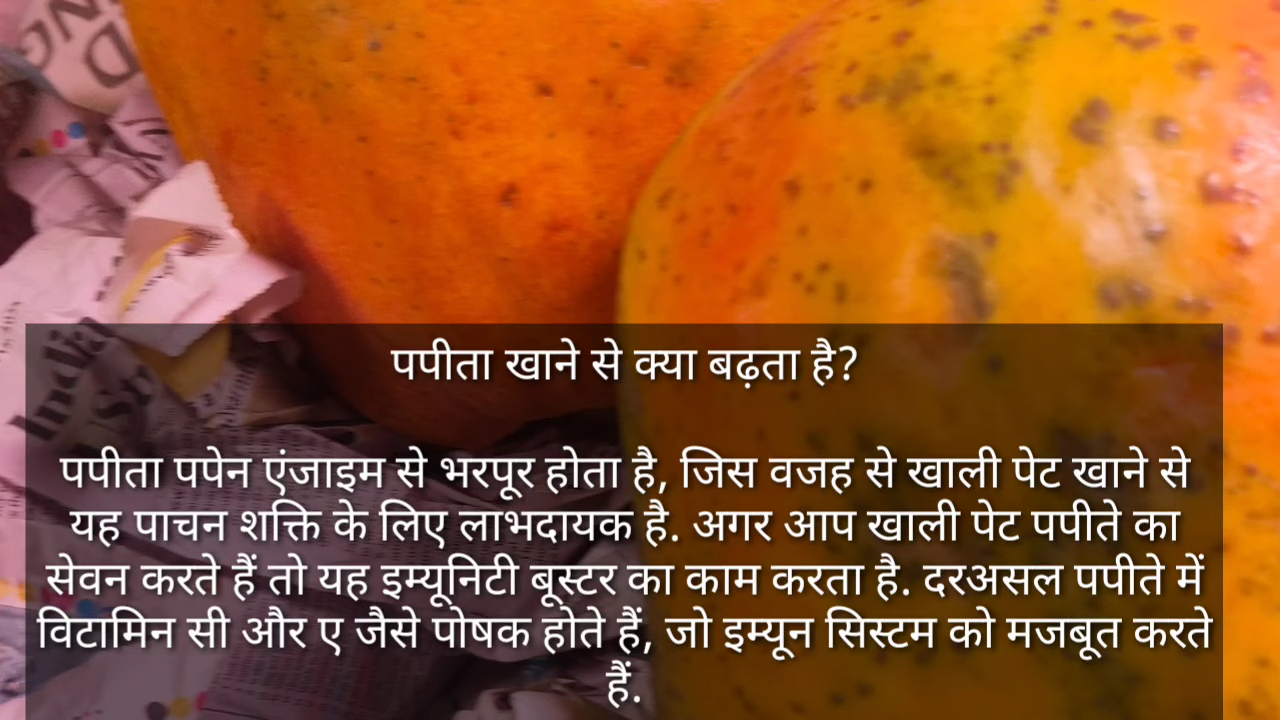 पपीता खाने से क्या बढ़ता है?
पपीता पपेन एंजाइम से भरपूर होता है, जिस वजह से खाली पेट खाने से
यह पाचन शक्ति के लिए लाभदायक है. अगर आप खाली पेट पपीते का
सेवन करते हैं तो यह इम्यूनिटी बूस्टर का काम करता है. दरअसल पपीते में
विटामिन सी और ए जैसे पोषक होते हैं, जो इम्यून सिस्टम को मजबूत करते
हैं.
India